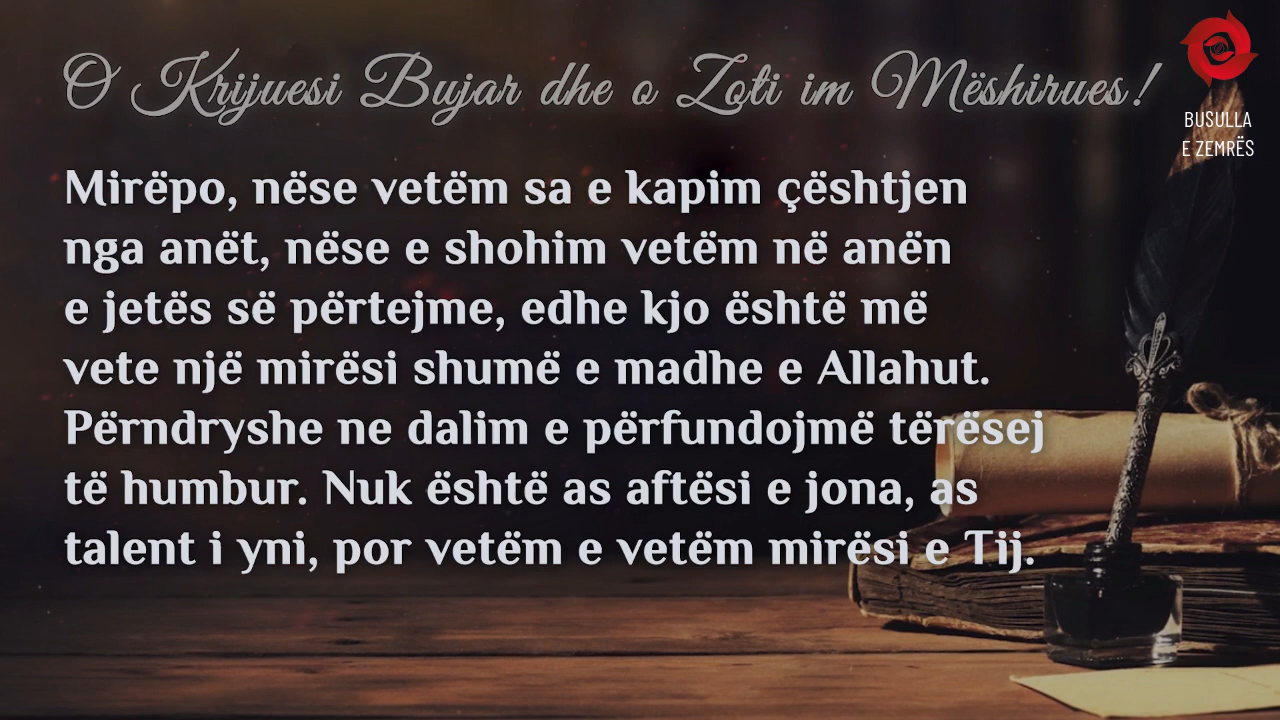 O Krijuesi Bujar dhe o Zoti im Mëshirues!
BUSULLA
E ZEMRËS
Mirëpo, nëse vetëm sa e kapim çështjen
nga anët, nëse e shohim vetëm në anën
e jetës së përtejme, edhe kjo është më
vete një mirësi shumë e madhe e Allahut.
Përndryshe ne dalim e përfundojmë tërësej
të humbur. Nuk është as aftësi e jona, as
talent i yni, por vetëm e vetëm mirësi e Tij.